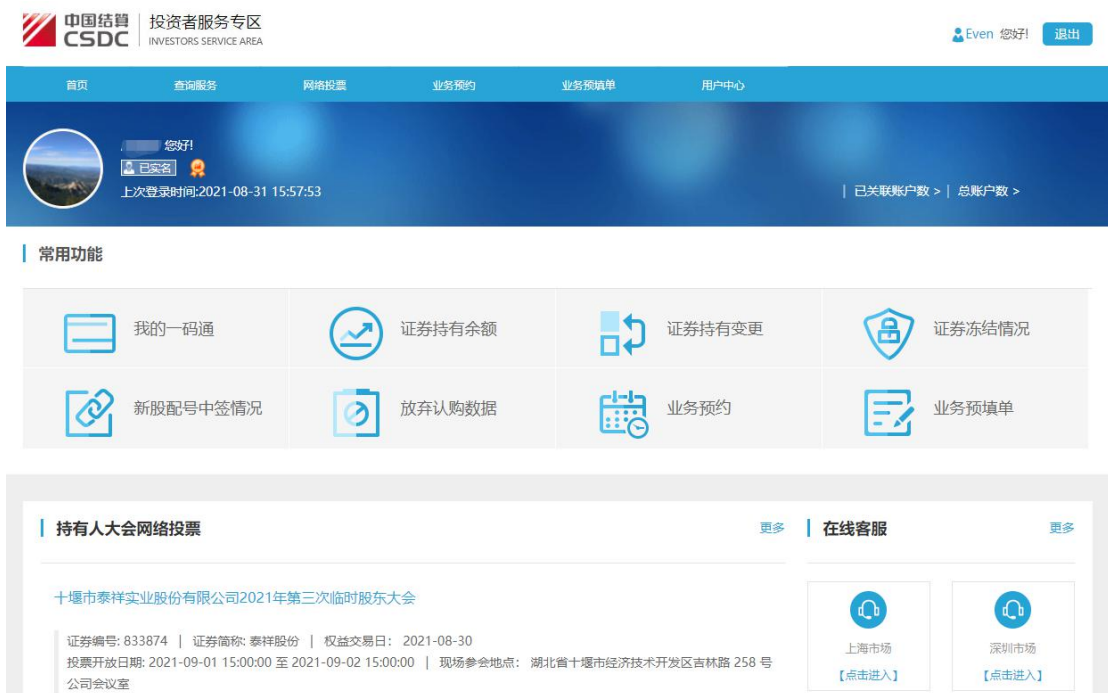 中国结算
CSDC
投资者服务专区
INVESTORS SERVICE AREA
Even 您好!
退出
首页 查询服务 网络投票 业务预约 业务预填单 用户中心
您好!
已实名
上次登录时间:2021-08-31 15:57:53
| 已关联账户数 > | 总账户数 >
常用功能
我的一码通 证券持有余额 证券持有变更 证券冻结情况
新股配号中签情况 放弃认购数据 业务预约 业务预填单
持有人大会网络投票 更多
在线客服 更多
十堰市泰祥实业股份有限公司2021年第三次临时股东大会
证券编号: 833874 | 证券简称: 泰祥股份 | 权益交易日: 2021-08-30
投票开放日期: 2021-09-01 15:00:00 至 2021-09-02 15:00:00 | 现场参会地点: 湖北省十堰市经济技术开发区吉林路 258 号
公司会议室
上海市场 深圳市场
【点击进入】 【点击进入】